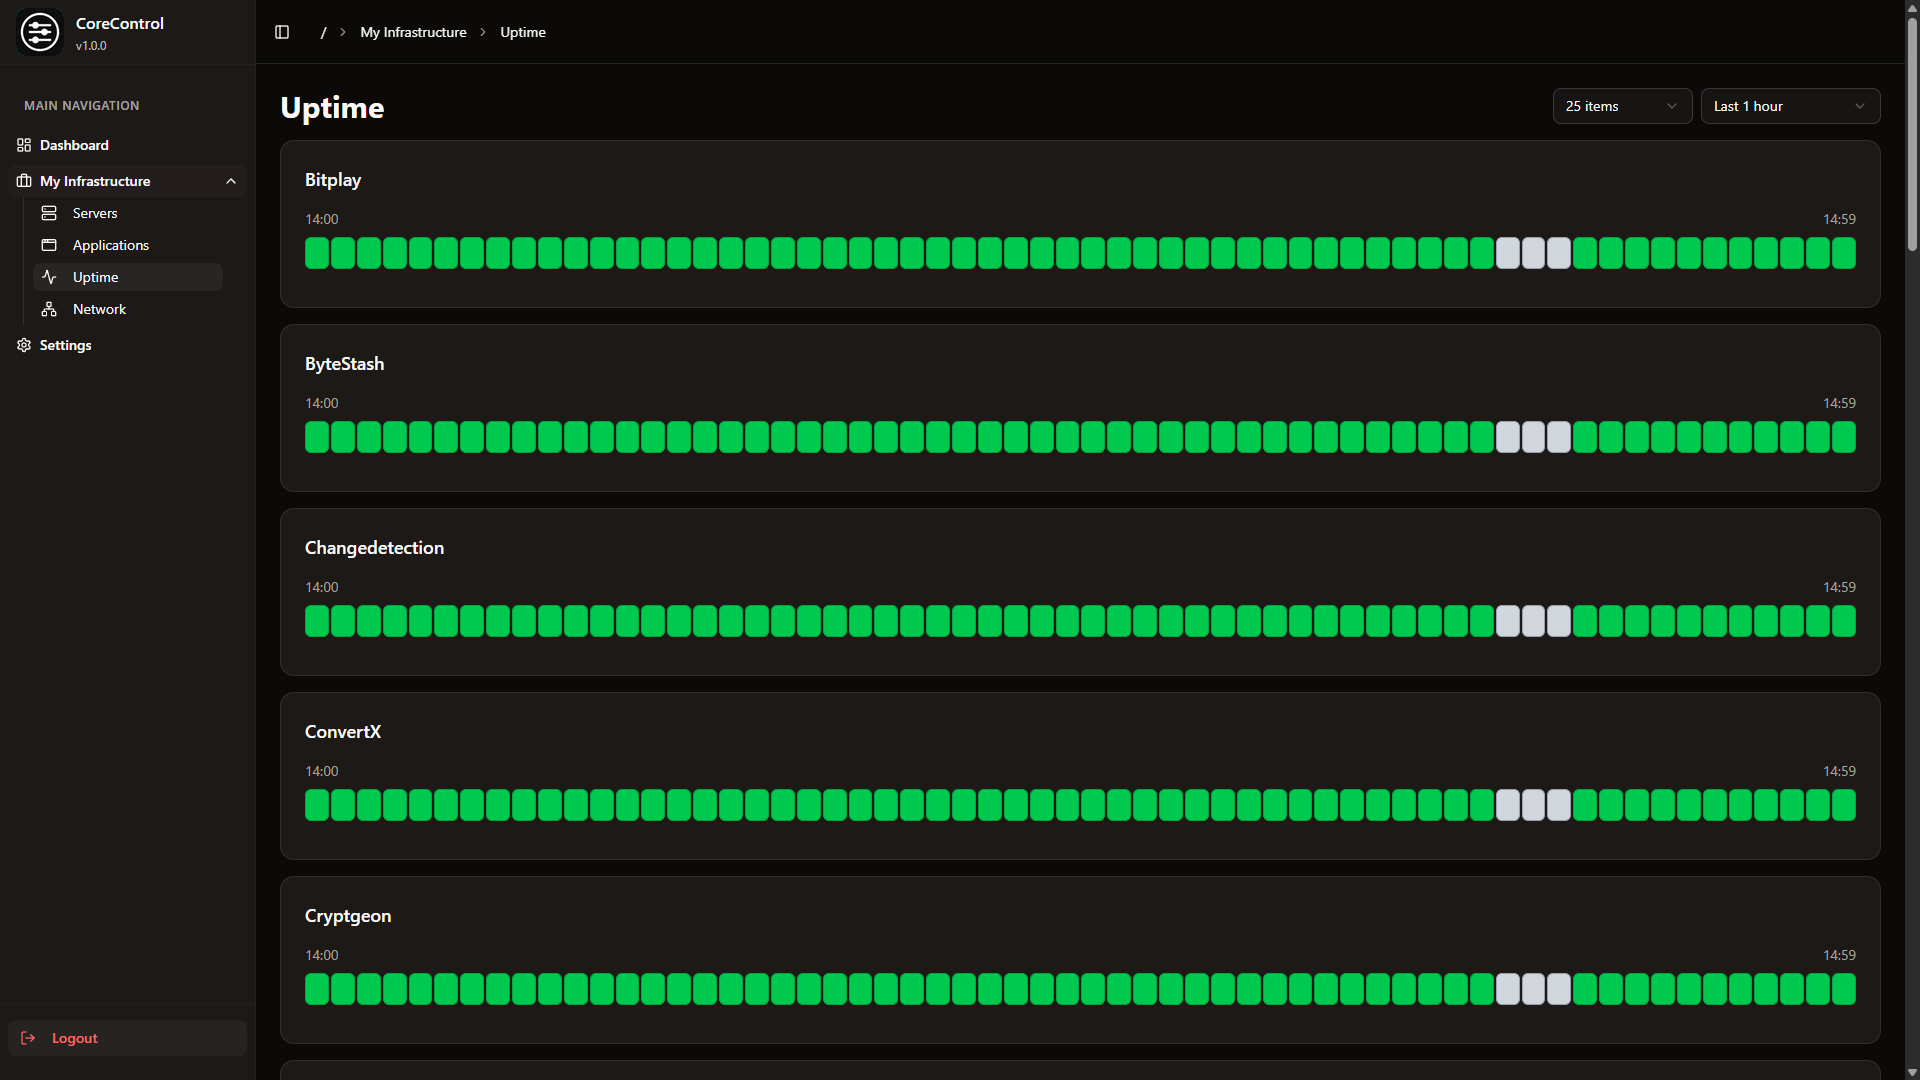 CoreControl
v1.0.0
/ My Infrastructure Uptime
MAIN NAVIGATION
Dashboard
My Infrastructure
Servers
Applications
Uptime
Network
Settings
Logout
Uptime
25 items
Last 1 hour
Bitplay
14:00 14:59
ByteStash
14:00 14:59
Changedetection
14:00 14:59
ConvertX
14:00 14:59
Cryptgeon
14:00 14:59